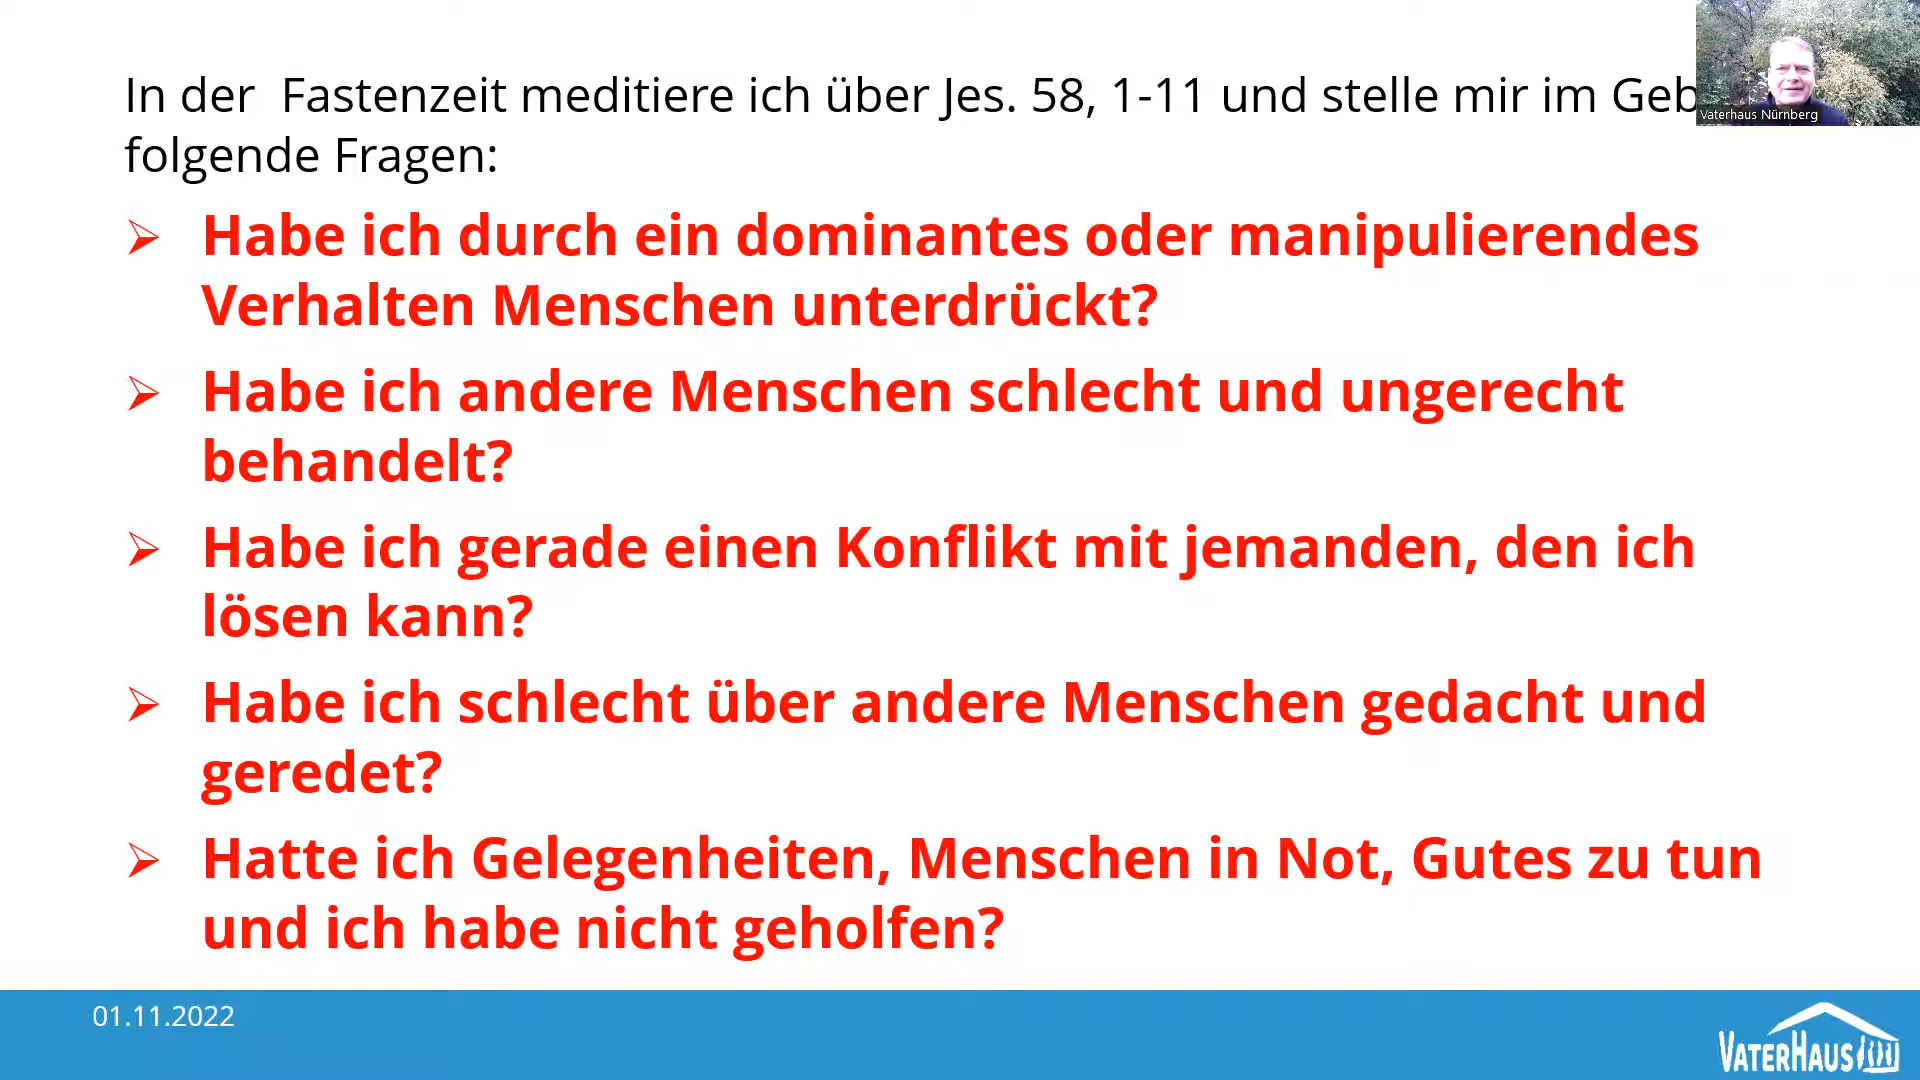 In der  Fastenzeit meditiere ich über Jes. 58, 1-11 und stelle mir im Geb
folgende Fragen:
Habe ich durch ein dominantes oder manipulierendes
Verhalten Menschen unterdrückt?
Habe ich andere Menschen schlecht und ungerecht
behandelt?
Habe ich gerade einen Konflikt mit jemanden, den ich
lösen kann?
Habe ich schlecht über andere Menschen gedacht und
geredet?
Hatte ich Gelegenheiten, Menschen in Not, Gutes zu tun
und ich habe nicht geholfen?
Vaterhaus Nürnberg
01.11.2022
VATERHAUS